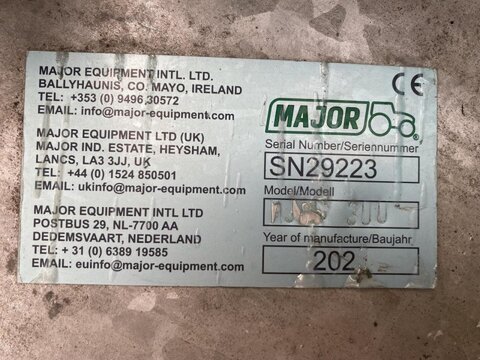 MAJOR EQUIPMENT INTL. LTD.
BALLYHAUNIS, CO. MAYO, IRELAND
TEL: +353 (0) 9496 30572
EMAIL: info@major-equipment.com
MAJOR EQUIPMENT LTD (UK)
MAJOR IND. ESTATE, HEYSHAM,
LANCS, LA3 3JJ, UK
TEL: +44 (0) 1524 850501
EMAIL: ukinfo@major-equipment.com
MAJOR EQUIPMENT INTL LTD
POSTBUS 29, NL-7700 AA
DEDEMSVAART, NEDERLAND
TEL: + 31 (0) 6389 19585
EMAIL: euinfo@major-equipment.com
CE
MAJOR
Serial Number/Seriennummer
SN29223
Model/Modell
Year of manufacture/Baujahr
202